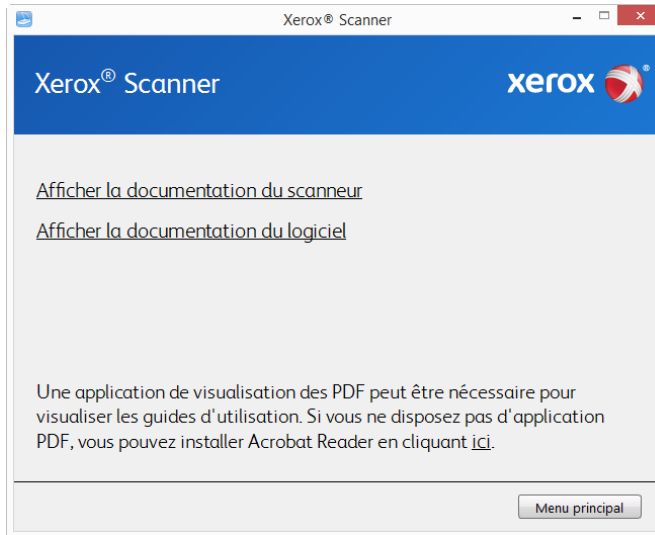 Xerox® Scanner
Xerox® Scanner
xerox ®
Afficher la documentation du scanneur
Afficher la documentation du logiciel
Une application de visualisation des PDF peut être nécessaire pour
visualiser les guides d'utilisation. Si vous ne disposez pas d'application
PDF, vous pouvez installer Acrobat Reader en cliquant ici.
Menu principal